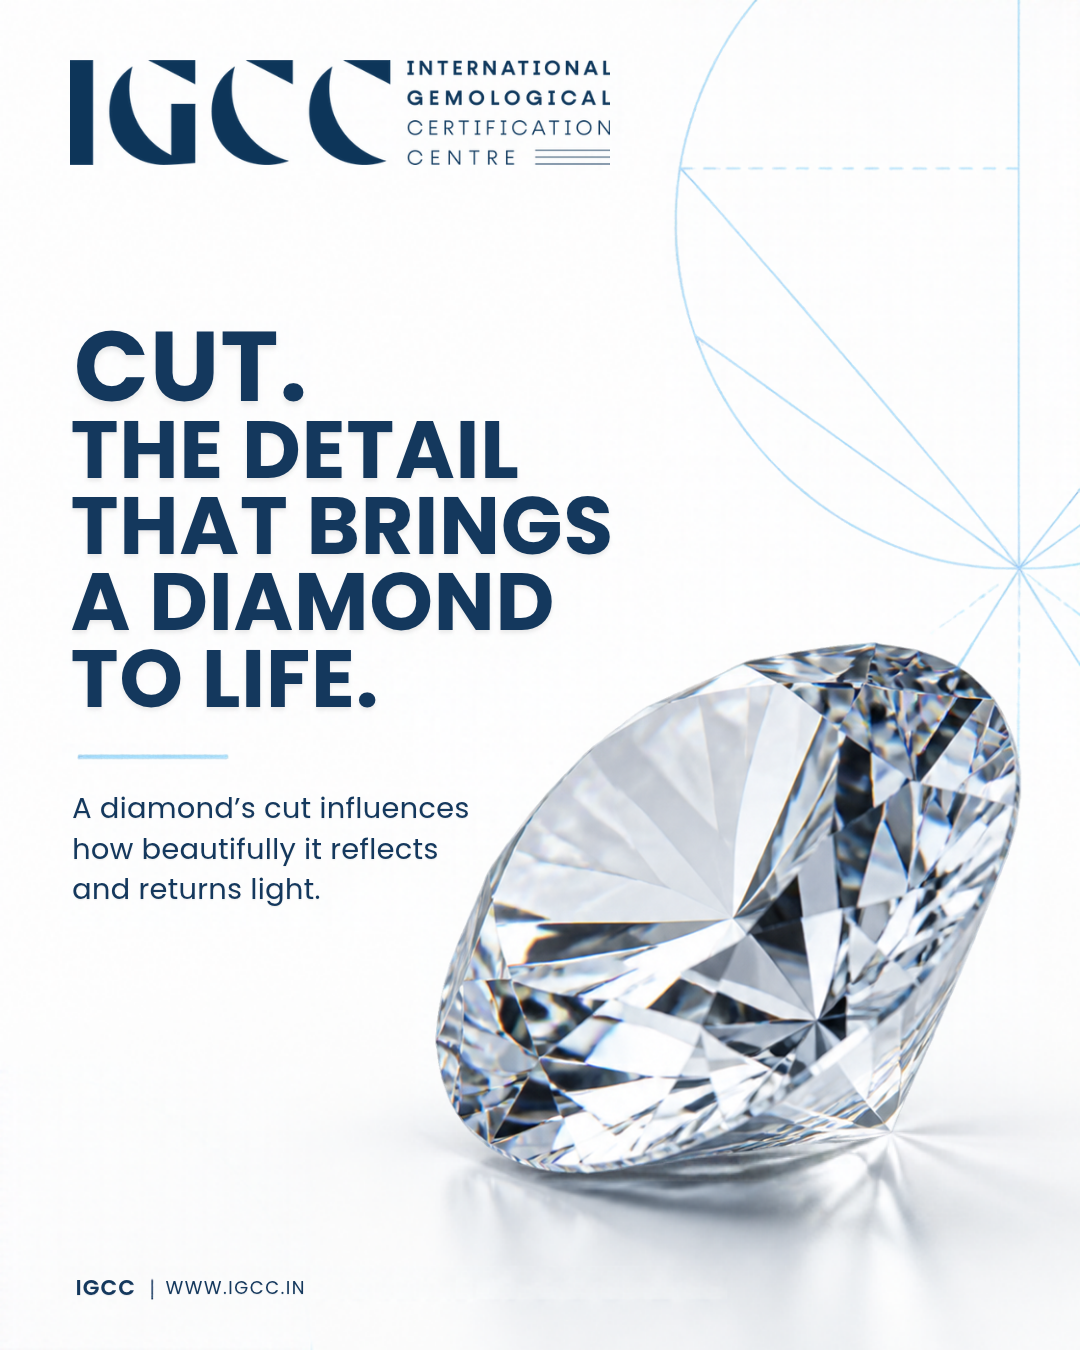 IGCC
INTERNATIONAL
GEMOLOGICAL
CERTIFICATION
CENTRE
CUT.
THE DETAIL
THAT BRINGS
A DIAMOND
TO LIFE.
A diamond’s cut influences
how beautifully it reflects
and returns light.
IGCC | WWW.IGCC.IN